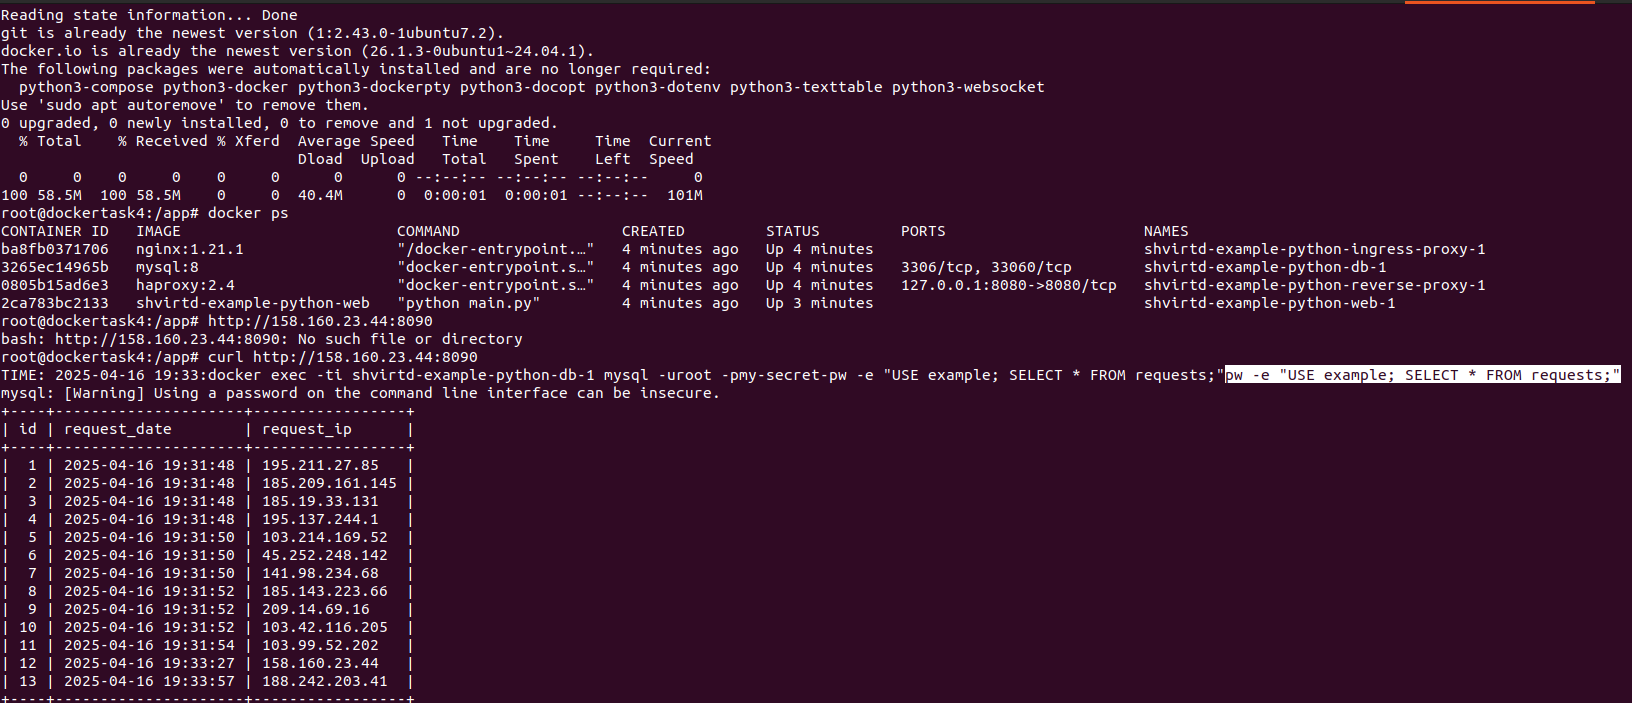 Reading state information... Done
git is already the newest version (1:2.43.0-1ubuntu7.2).
docker.io is already the newest version (26.1.3-0ubuntu1~24.04.1).
The following packages were automatically installed and are no longer required:
  python3-compose python3-docker python3-dockerpty python3-docopt python3-dotenv python3-texttable python3-websocket
Use 'sudo apt autoremove' to remove them.
0 upgraded, 0 newly installed, 0 to remove and 1 not upgraded.
  % Total    % Received % Xferd  Average Speed   Time    Time     Time  Current
                                 Dload  Upload   Total   Spent    Left  Speed
  0     0    0     0    0     0      0      0 --:--:-- --:--:-- --:--:--     0
100 58.5M  100 58.5M    0     0  40.4M      0  0:00:01  0:00:01 --:--:--  101M
root@dockertask4:/app# docker ps
CONTAINER ID   IMAGE                       COMMAND                  CREATED         STATUS         PORTS                      NAMES
ba8fb0371706   nginx:1.21.1                "/docker-entrypoint.…"   4 minutes ago   Up 4 minutes                              shvirtd-example-python-ingress-proxy-1
3265ec14965b   mysql:8                     "docker-entrypoint.s…"   4 minutes ago   Up 4 minutes   3306/tcp, 33060/tcp        shvirtd-example-python-db-1
0805b15ad6e3   haproxy:2.4                 "docker-entrypoint.s…"   4 minutes ago   Up 4 minutes   127.0.0.1:8080->8080/tcp   shvirtd-example-python-reverse-proxy-1
2ca783bc2133   shvirtd-example-python-web   "python main.py"         4 minutes ago   Up 3 minutes                              shvirtd-example-python-web-1
root@dockertask4:/app# http://158.160.23.44:8090
bash: http://158.160.23.44:8090: No such file or directory
root@dockertask4:/app# curl http://158.160.23.44:8090
TIME: 2025-04-16 19:33:docker exec -ti shvirtd-example-python-db-1 mysql -uroot -pmy-secret-pw -e "USE example; SELECT * FROM requests;"pw -e "USE example; SELECT * FROM requests;"
mysql: [Warning] Using a password on the command line interface can be insecure.
+----+---------------------+-----------------+
| id | request_date        | request_ip      |
+----+---------------------+-----------------+
|  1 | 2025-04-16 19:31:48 | 195.211.27.85   |
|  2 | 2025-04-16 19:31:48 | 185.209.161.145 |
|  3 | 2025-04-16 19:31:48 | 185.19.33.131   |
|  4 | 2025-04-16 19:31:48 | 195.137.244.1   |
|  5 | 2025-04-16 19:31:50 | 103.214.169.52  |
|  6 | 2025-04-16 19:31:50 | 45.252.248.142  |
|  7 | 2025-04-16 19:31:50 | 141.98.234.68   |
|  8 | 2025-04-16 19:31:52 | 185.143.223.66  |
|  9 | 2025-04-16 19:31:52 | 209.14.69.16    |
| 10 | 2025-04-16 19:31:52 | 103.42.116.205  |
| 11 | 2025-04-16 19:31:54 | 103.99.52.202   |
| 12 | 2025-04-16 19:33:27 | 158.160.23.44   |
| 13 | 2025-04-16 19:33:57 | 188.242.203.41  |
+----+---------------------+-----------------+